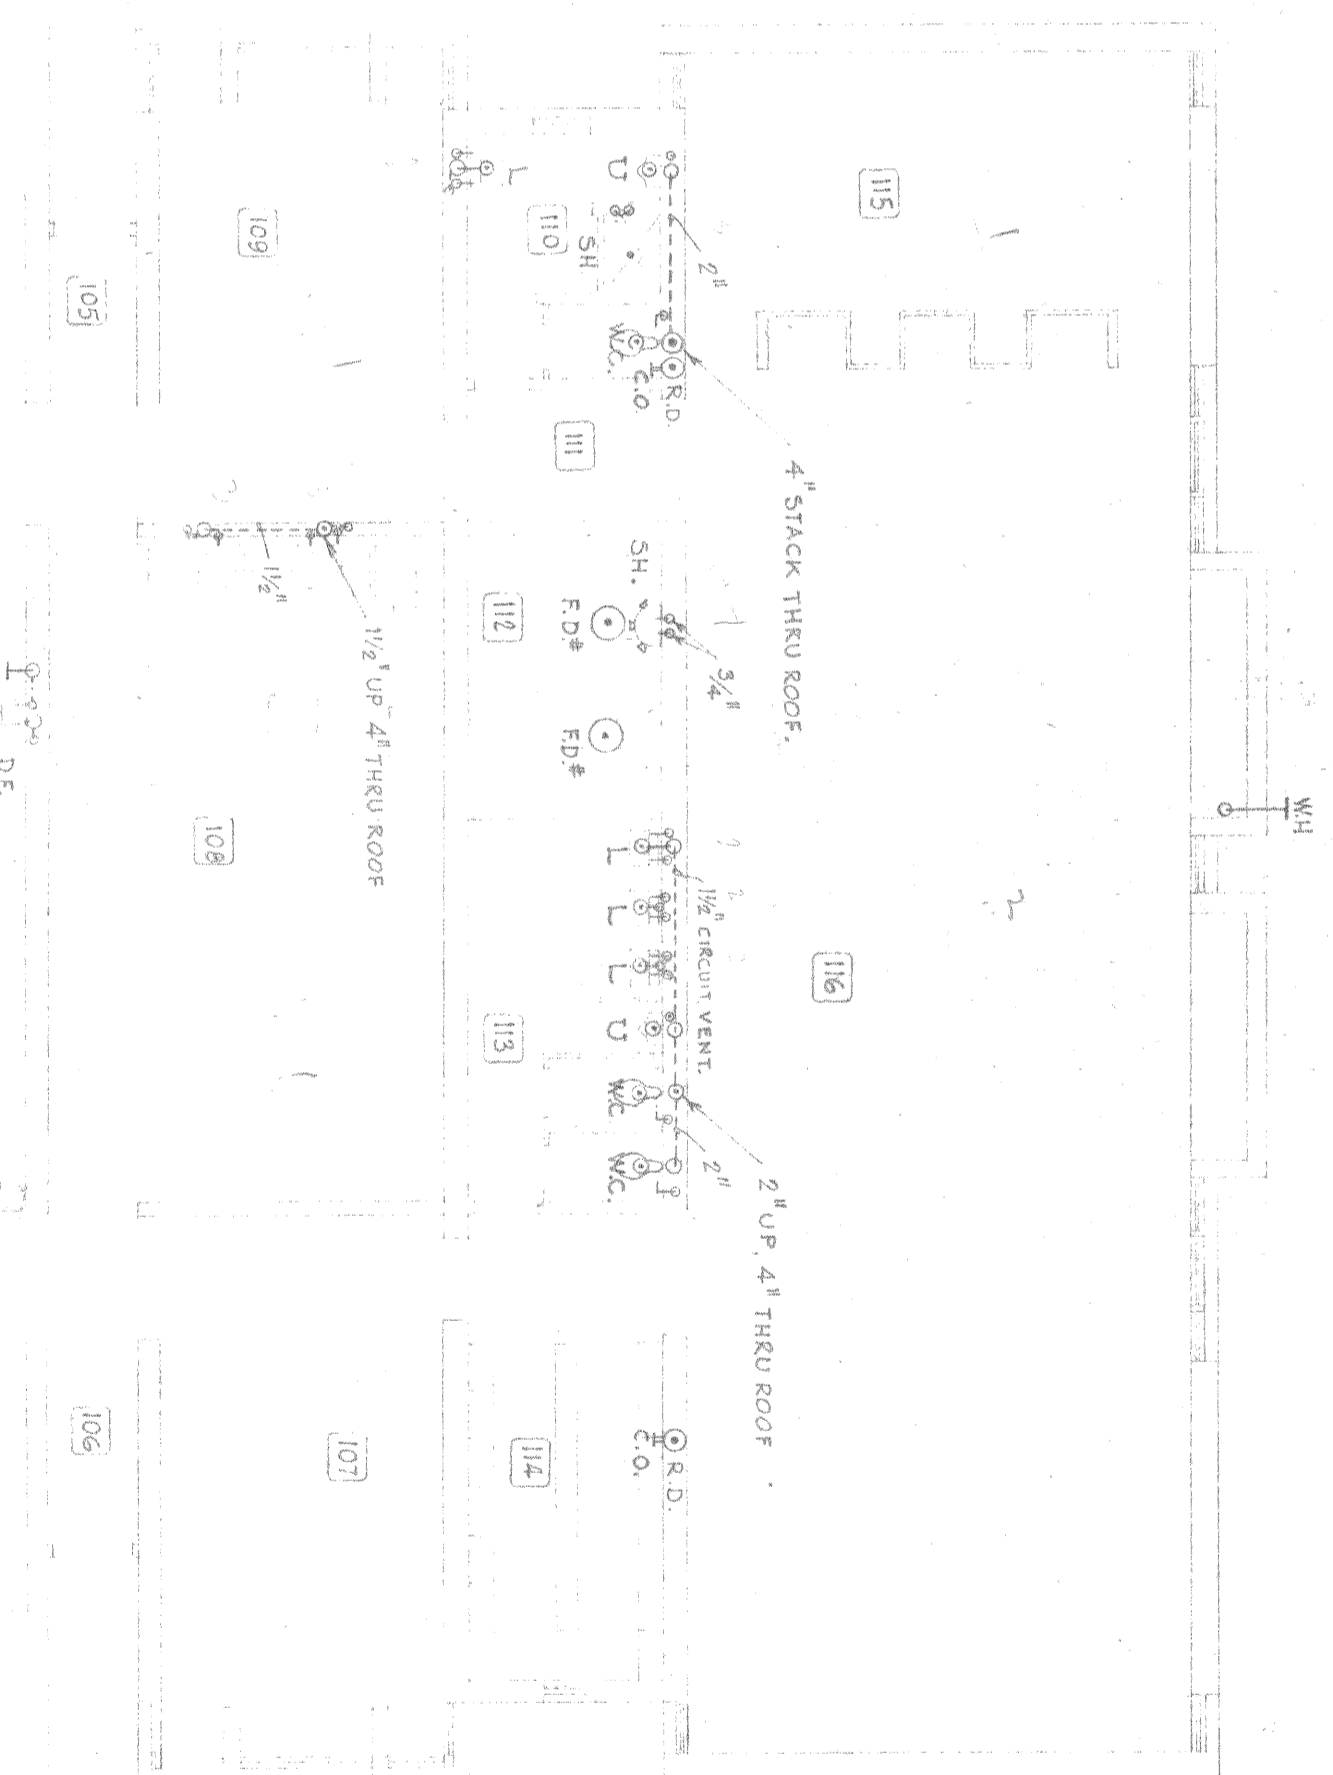 W.H
115
116
2"
4" STACK THRU ROOF.
2" UP, 4" THRU ROOF
R.D.
C.O.
W.C.
U
&
SH
110
L
111
SH.
3/4"
F.D.#
F.D.#
112
1 1/2" CIRCUIT VENT.
L
L
L
U
W.C.
W.C.
2"
113
R.D.
C.O.
114
109
1 1/2"
1 1/2" UP 4" THRU ROOF
108
107
105
106
D.F.